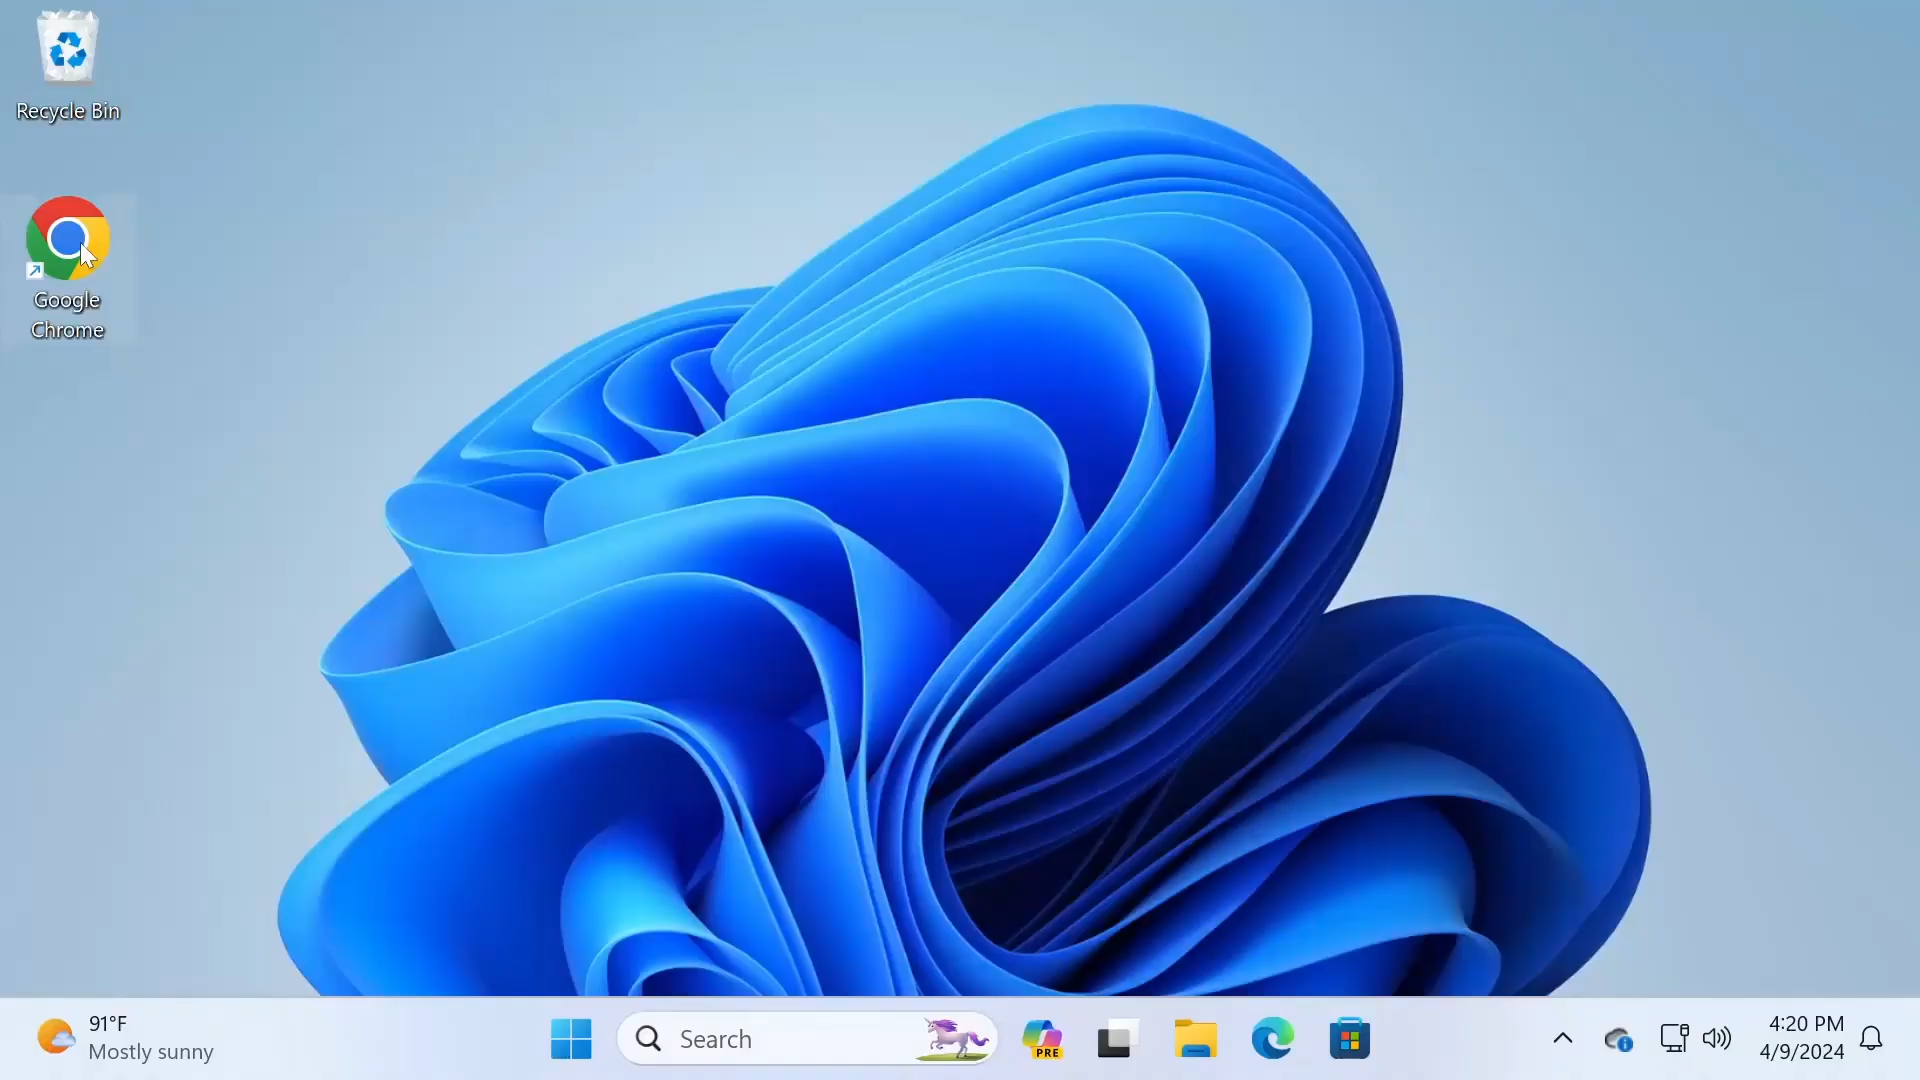 Recycle Bin
Google
Chrome
91°F
Mostly sunny
Search
PRE
4:20 PM
4/9/2024